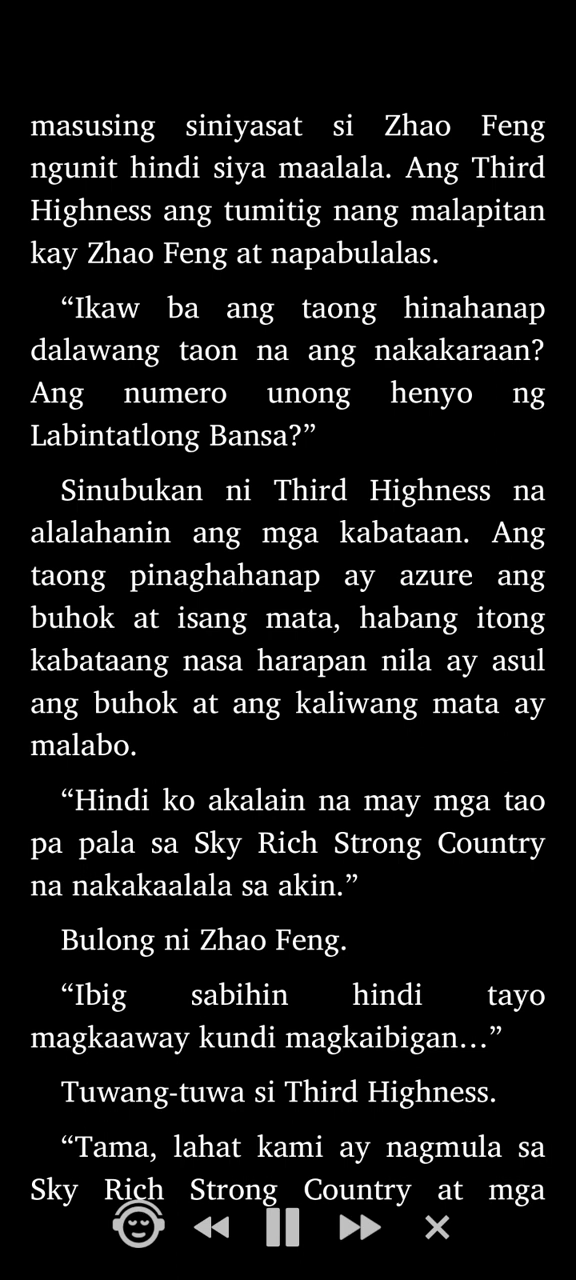 masusing siniyasat si Zhao Feng
ngunit hindi siya maalala. Ang Third
Highness ang tumitig nang malapitan
kay Zhao Feng at napabulalas.
“Ikaw ba ang taong hinahanap
dalawang taon na ang nakakaraan?
Ang numero unong henyo ng
Labintatlong Bansa?”
Sinubukan ni Third Highness na
alalahanin ang mga kabataan. Ang
taong pinaghahanap ay azure ang
buhok at isang mata, habang itong
kabataang nasa harapan nila ay asul
ang buhok at ang kaliwang mata ay
malabo.
“Hindi ko akalain na may mga tao
pa pala sa Sky Rich Strong Country
na nakakaalala sa akin.”
Bulong ni Zhao Feng.
“Ibig sabihin hindi tayo
magkaaway kundi magkaibigan…”
Tuwang-tuwa si Third Highness.
“Tama, lahat kami ay nagmula sa
Sky Rich Strong Country at mga